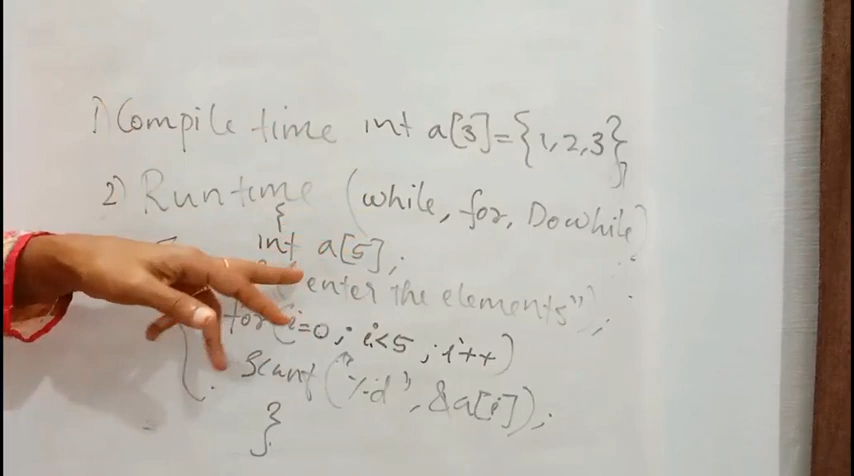 1) Compile time int a[3]={1,2,3};
2) Runtime (while, for, Dowhile)
{
int a[5];
enter the elements");
for(i=0; i<5; i++)
Scanf("%d", &a[i]);
}